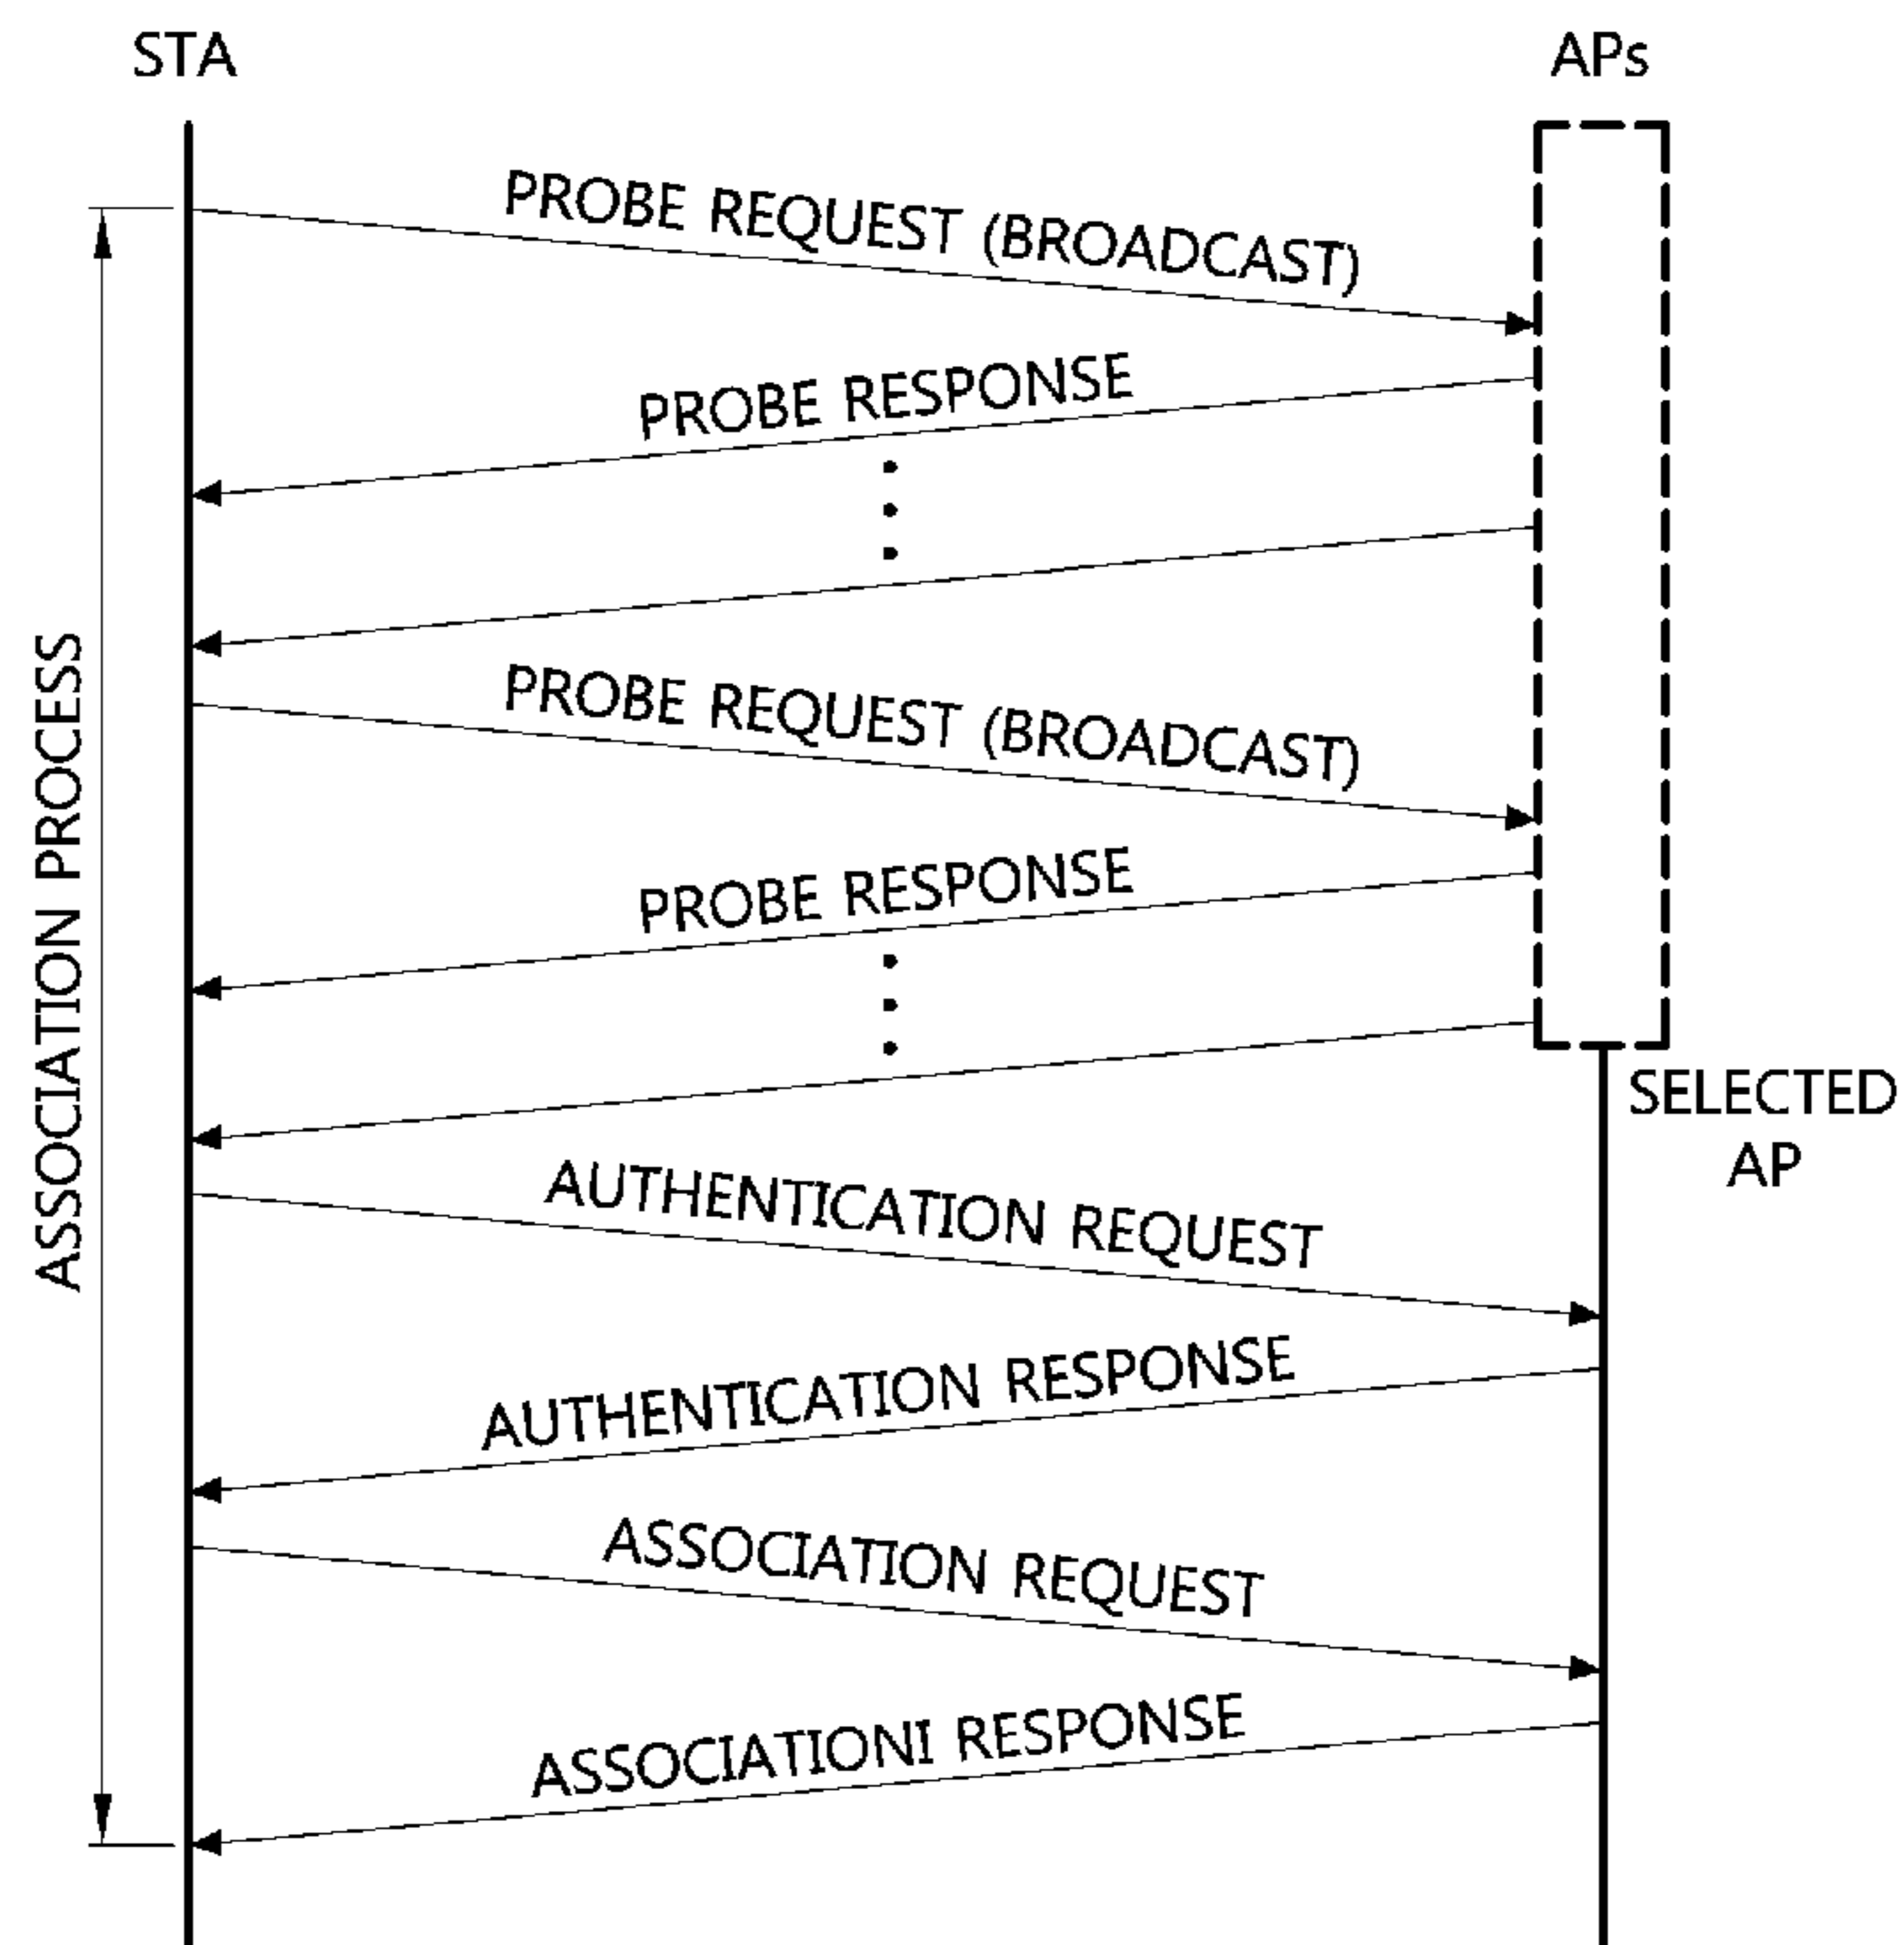 STA
APs
PROBE REQUEST (BROADCAST)
PROBE RESPONSE
PROBE REQUEST (BROADCAST)
PROBE RESPONSE
ASSOCIATION PROCESS
SELECTED
AP
AUTHENTICATION REQUEST
AUTHENTICATION RESPONSE
ASSOCIATION REQUEST
ASSOCIATIONI RESPONSE